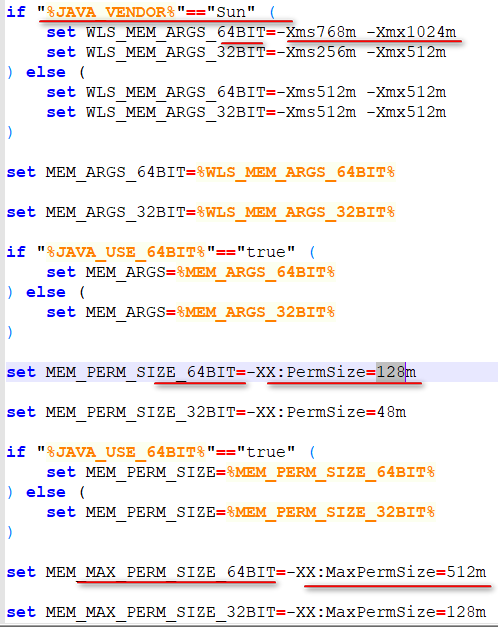 if "%JAVA_VENDOR%"=="Sun" (
    set WLS_MEM_ARGS_64BIT=-Xms768m -Xmx1024m
    set WLS_MEM_ARGS_32BIT=-Xms256m -Xmx512m
) else (
    set WLS_MEM_ARGS_64BIT=-Xms512m -Xmx512m
    set WLS_MEM_ARGS_32BIT=-Xms512m -Xmx512m
)
set MEM_ARGS_64BIT=%WLS_MEM_ARGS_64BIT%
set MEM_ARGS_32BIT=%WLS_MEM_ARGS_32BIT%
if "%JAVA_USE_64BIT%"=="true" (
    set MEM_ARGS=%MEM_ARGS_64BIT%
) else (
    set MEM_ARGS=%MEM_ARGS_32BIT%
)
set MEM_PERM_SIZE_64BIT=-XX:PermSize=128m
set MEM_PERM_SIZE_32BIT=-XX:PermSize=48m
if "%JAVA_USE_64BIT%"=="true" (
    set MEM_PERM_SIZE=%MEM_PERM_SIZE_64BIT%
) else (
    set MEM_PERM_SIZE=%MEM_PERM_SIZE_32BIT%
)
set MEM_MAX_PERM_SIZE_64BIT=-XX:MaxPermSize=512m
set MEM_MAX_PERM_SIZE_32BIT=-XX:MaxPermSize=128m